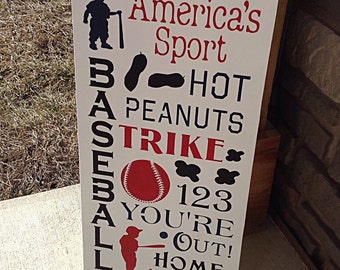 America's
Sport
BASEBALL
HOT
PEANUTS
TRIKE
123
YOU'RE
OUT!
HOME